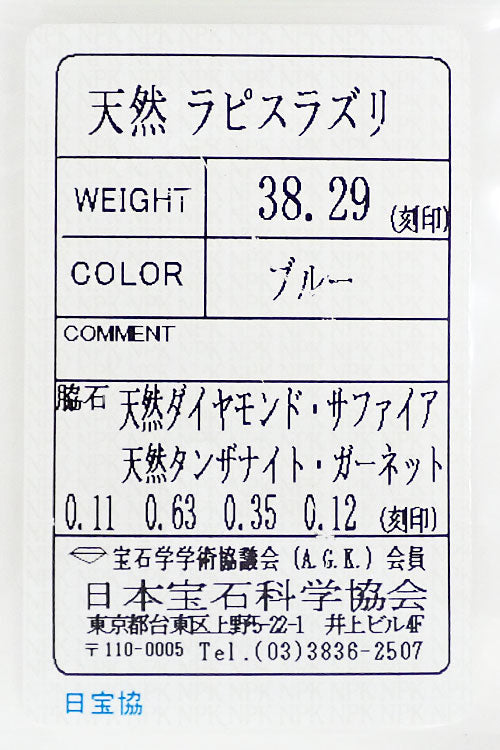 天然 ラピスラズリ
WEIGHT 38.29 (刻印)
COLOR ブルー
COMMENT
脇石 天然ダイヤモンド・サファイア
天然タンザナイト・ガーネット
0.11 0.63 0.35 0.12 (刻印)
宝石学学術協議会 (A.G.K.) 会員
日本宝石科学協会
東京都台東区上野5-22-1 井上ビル4F
〒110-0005 Tel.(03)3836-2507
日宝協